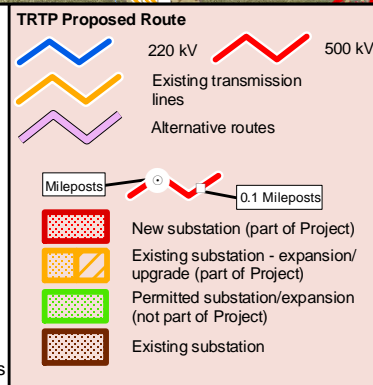 TRTP Proposed Route
220 kV
500 kV
Existing transmission
lines
Alternative routes
Mileposts
0.1 Mileposts
New substation (part of Project)
Existing substation - expansion/
upgrade (part of Project)
Permitted substation/expansion
(not part of Project)
Existing substation
s